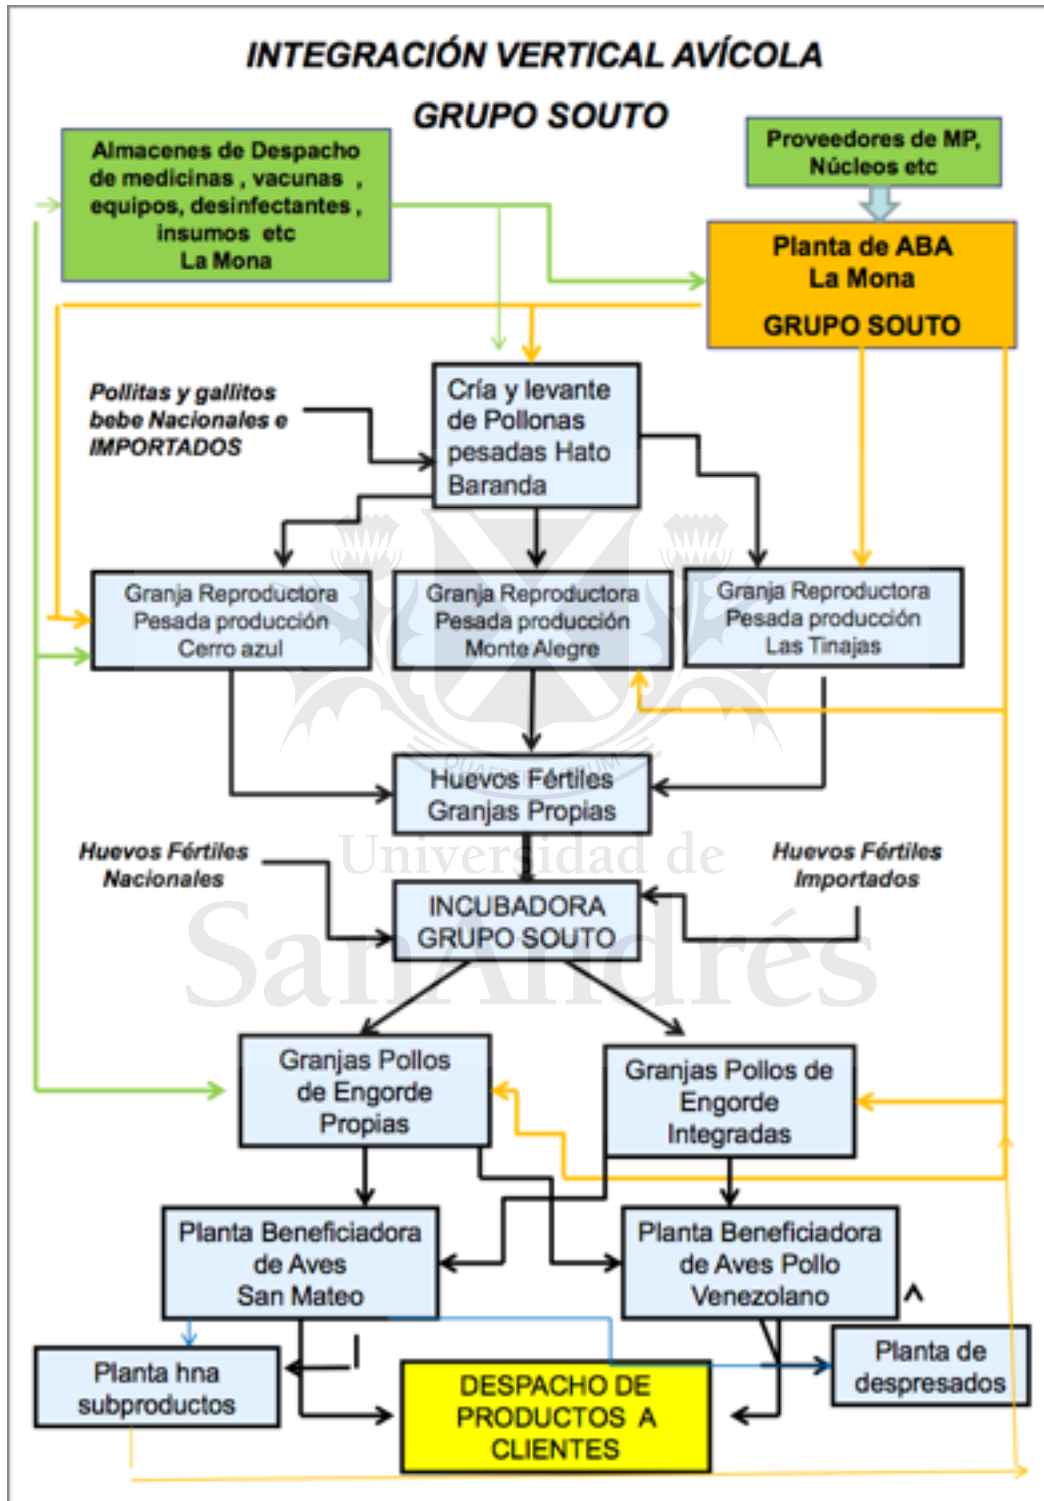 INTEGRACIÓN VERTICAL AVÍCOLA
GRUPO SOUTO
Almacenes de Despacho
de medicinas , vacunas ,
equipos, desinfectantes ,
insumos etc
La Mona
Proveedores de MP,
Núcleos etc
Planta de ABA
La Mona
GRUPO SOUTO
Pollitas y gallitos
bebe Nacionales e
IMPORTADOS
Cría y levante
de Pollonas
pesadas Hato
Baranda
Granja Reproductora
Pesada producción
Cerro azul
Granja Reproductora
Pesada producción
Monte Alegre
Granja Reproductora
Pesada producción
Las Tinajas
Huevos Fértiles
Granjas Propias
Huevos Fértiles
Nacionales
Universidad de
SanAndrés
Huevos Fértiles
Importados
INCUBADORA
GRUPO SOUTO
Granjas Pollos
de Engorde
Propias
Granjas Pollos de
Engorde
Integradas
Planta Beneficiadora
de Aves
San Mateo
Planta Beneficiadora
de Aves Pollo
Venezolano
Planta hna
subproductos
DESPACHO DE
PRODUCTOS A
CLIENTES
Planta de
despresados